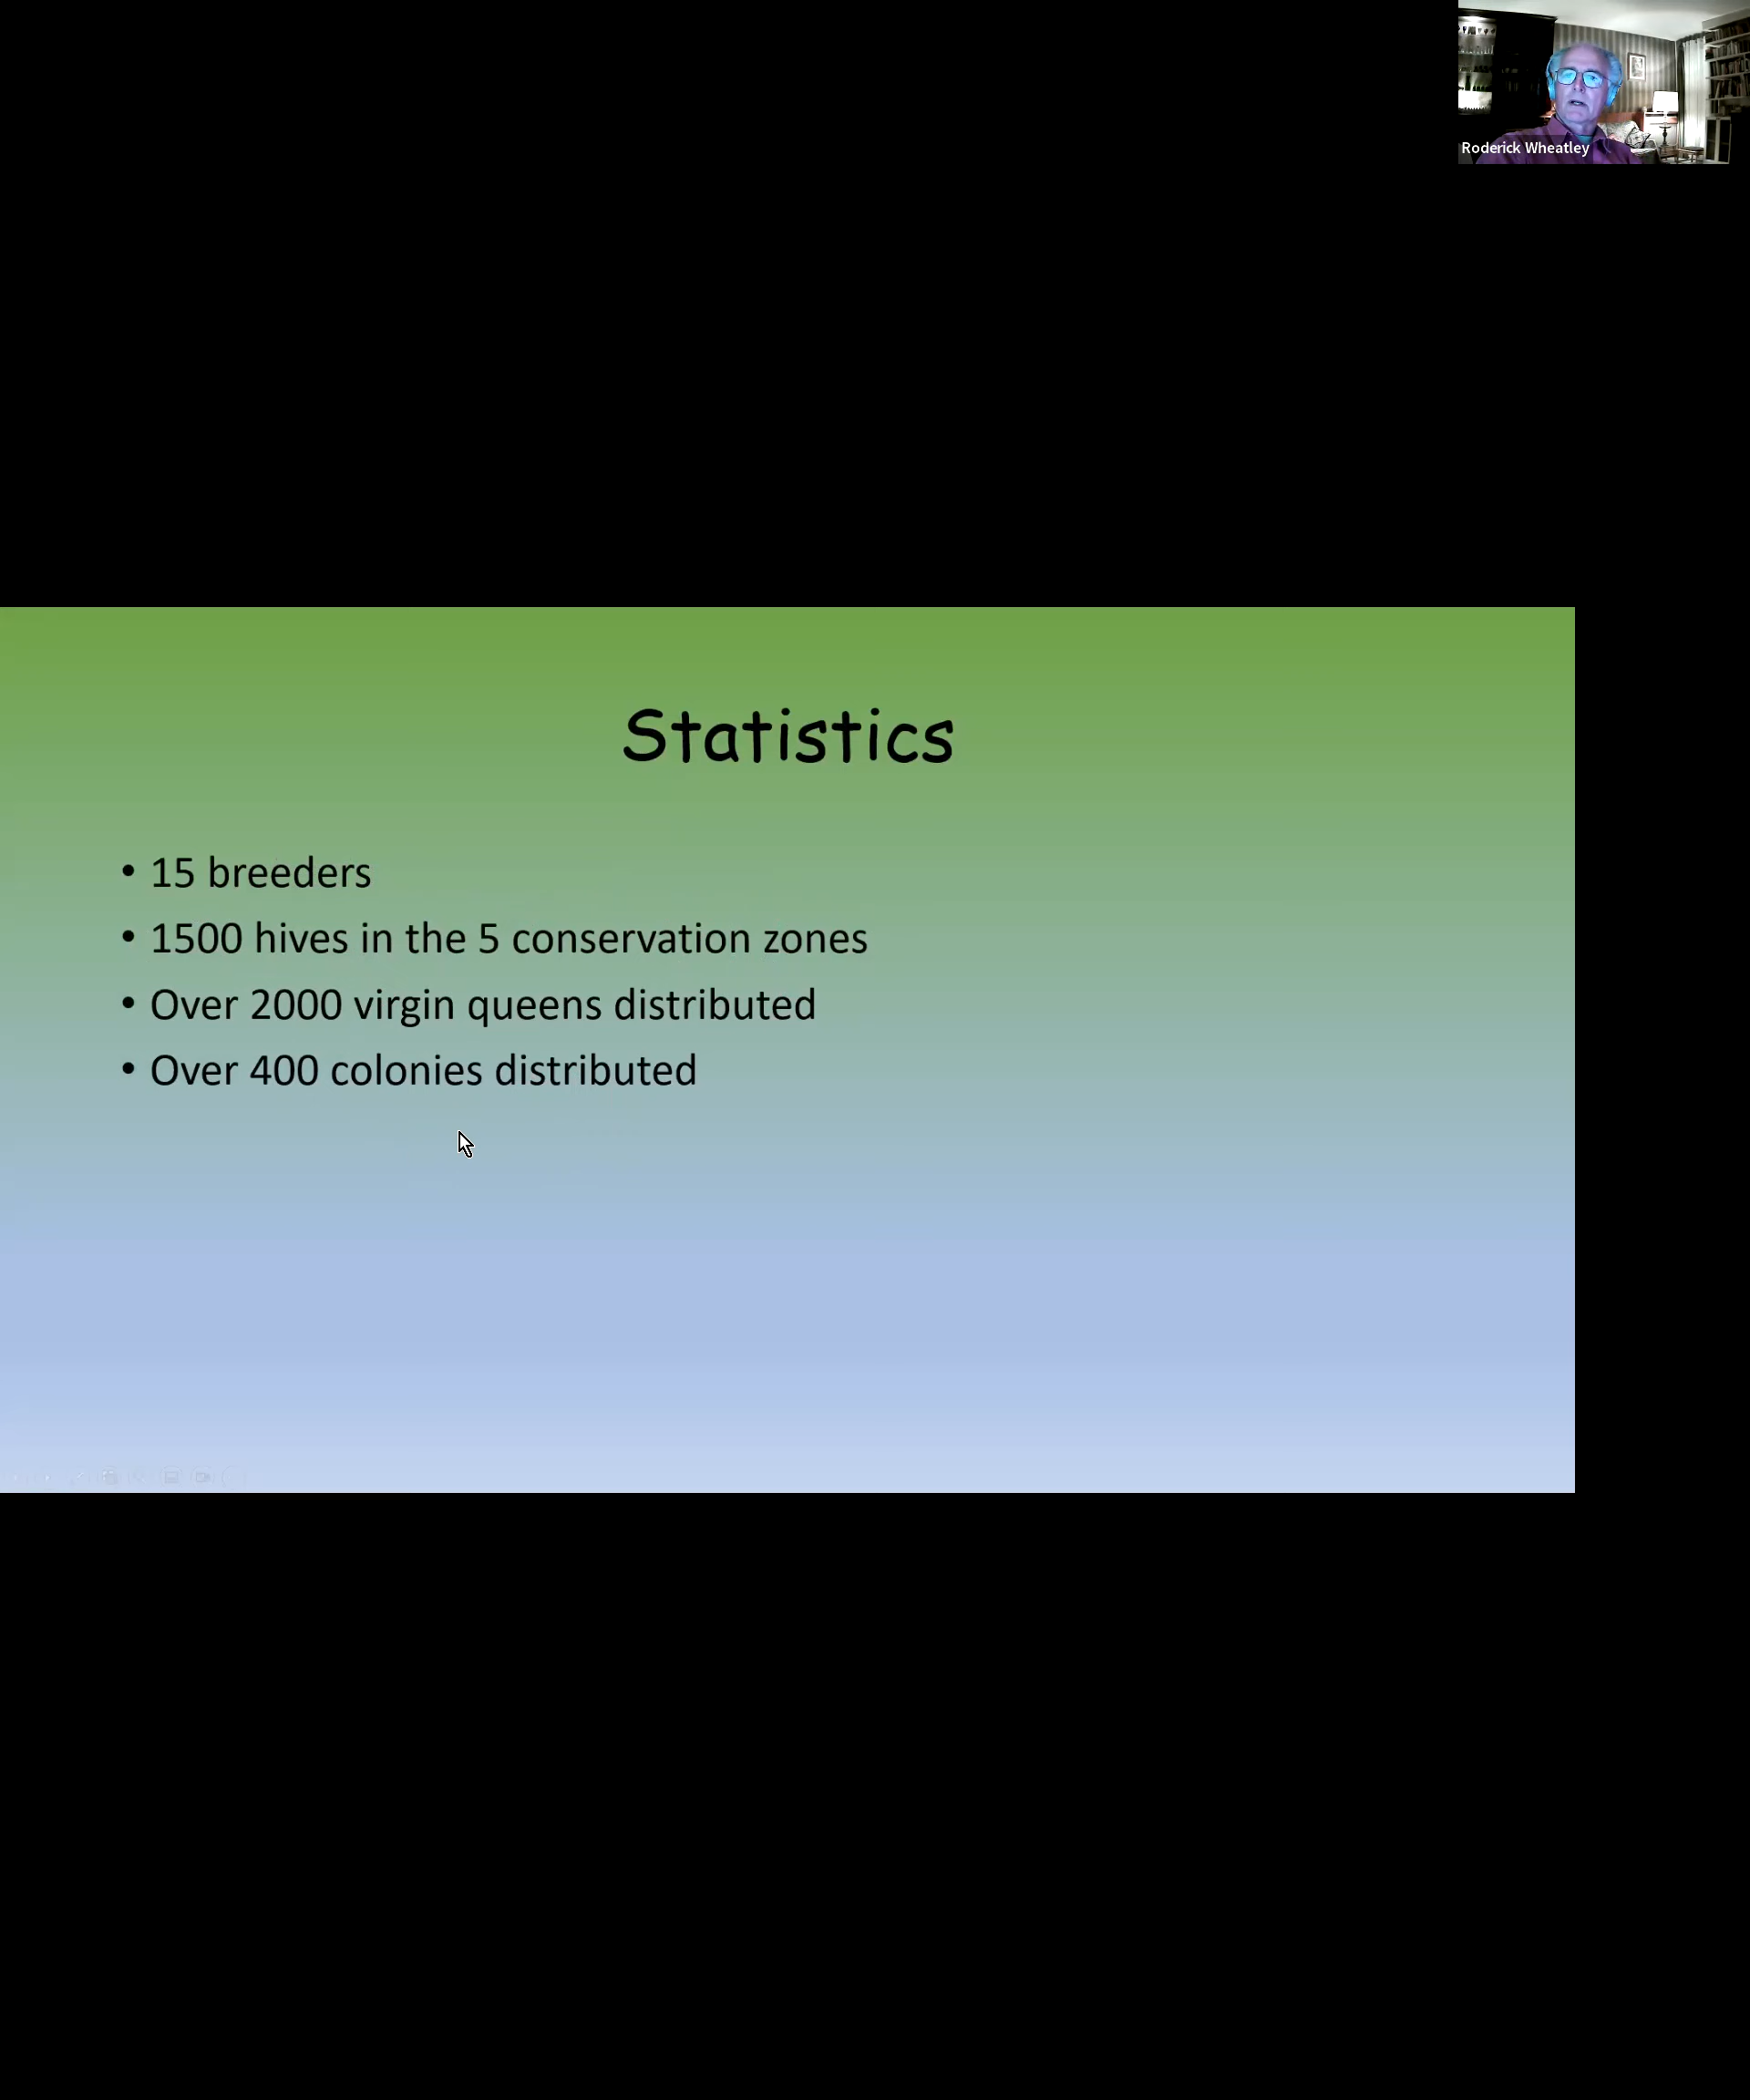 Roderick Wheatley
Statistics
• 15 breeders
• 1500 hives in the 5 conservation zones
• Over 2000 virgin queens distributed
• Over 400 colonies distributed